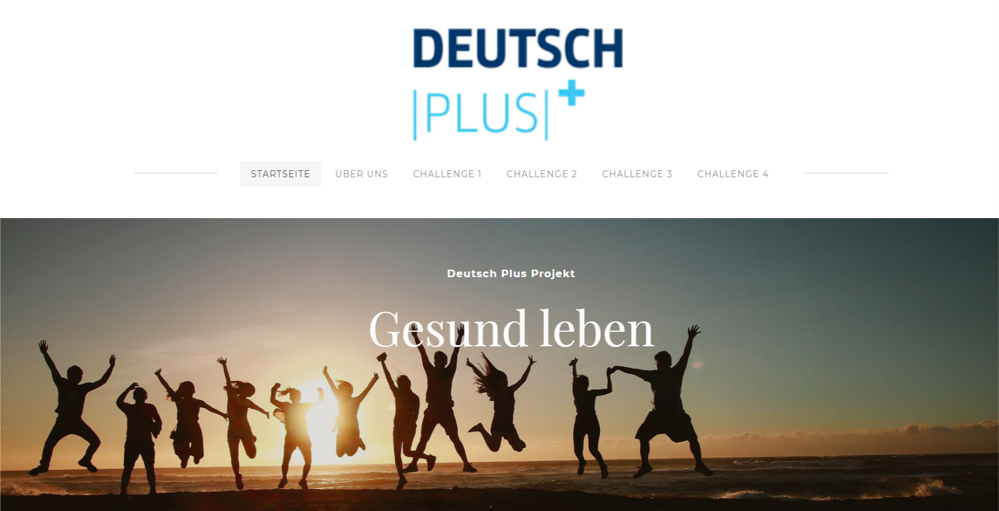 DEUTSCH
|PLUS|+
STARTSEITE ÜBER UNS CHALLENGE 1 CHALLENGE 2 CHALLENGE 3 CHALLENGE 4
Deutsch Plus Projekt
Gesund leben